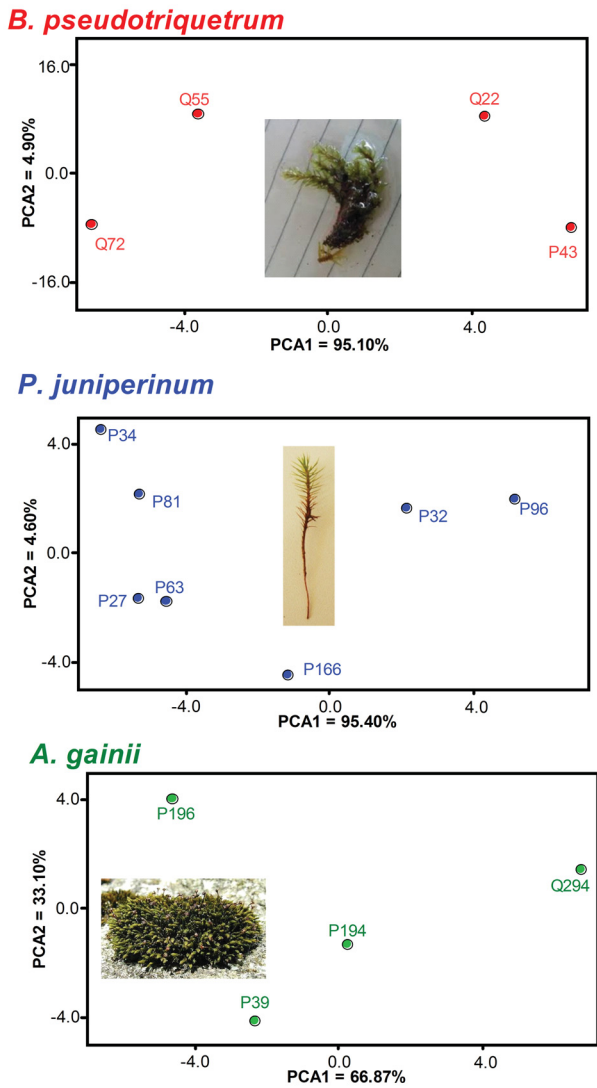 B. pseudotriquetrum
16.0
Q55
Q22
PCA2 = 4.90%
0.0
Q72
P43
-16.0
-4.0
0.0
4.0
PCA1 = 95.10%
P. juniperinum
4.0
P34
P81
P32
P96
PCA2 = 4.60%
0.0
P27
P63
P166
-4.0
-4.0
0.0
4.0
PCA1 = 95.40%
A. gainii
4.0
P196
Q294
PCA2 = 33.10%
0.0
P194
P39
-4.0
-4.0
0.0
4.0
PCA1 = 66.87%